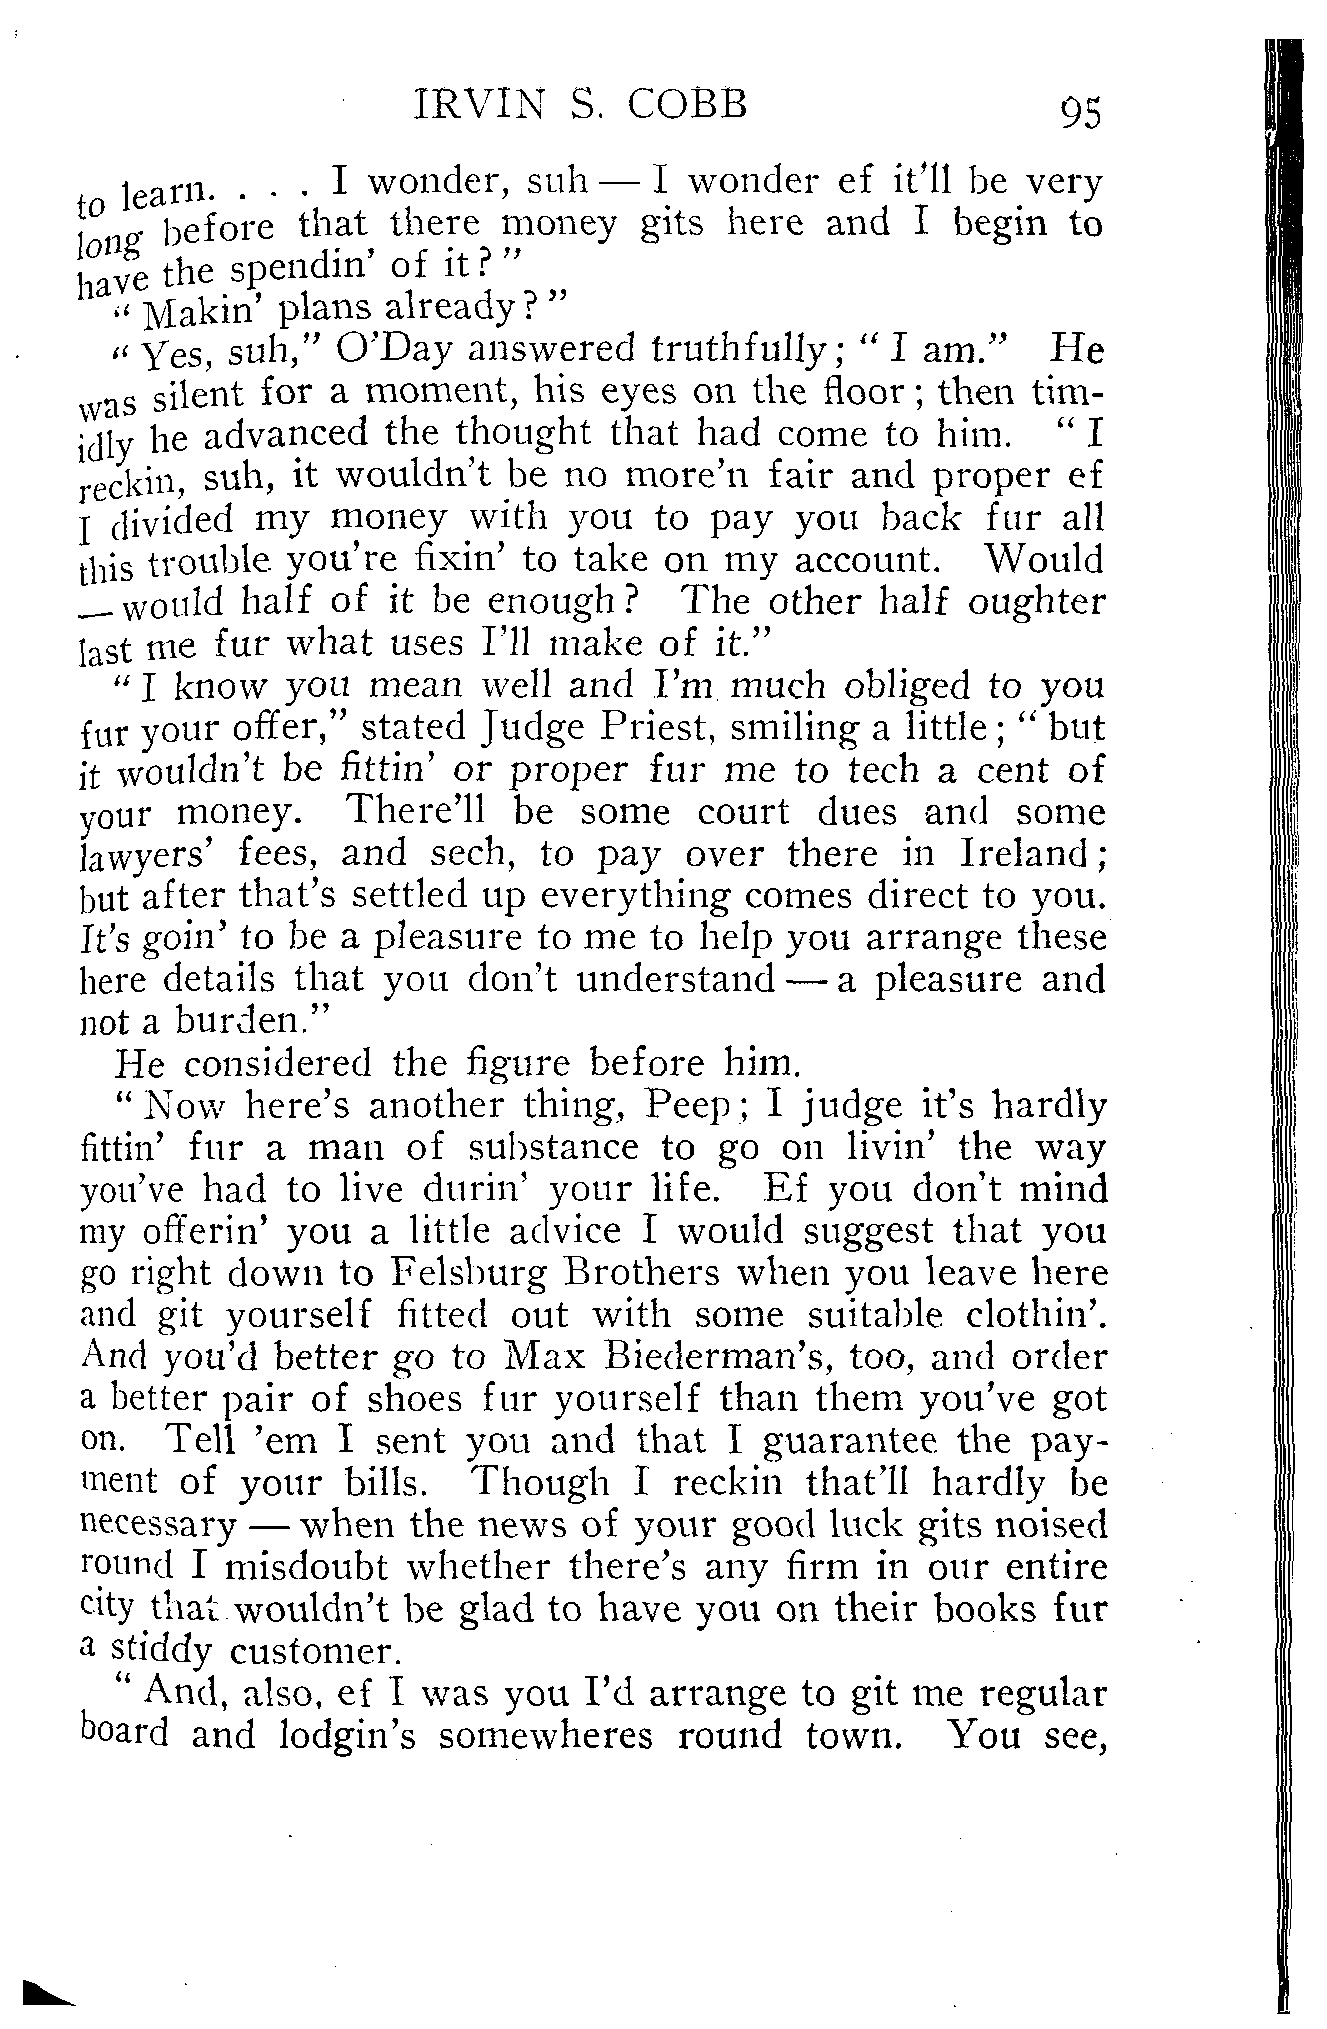 IRVIN S. COBB 95
to learn. . . . I wonder, suh — I wonder ef it'll be very
long before that there money gits here and I begin to
have the spendin' of it?"
"Makin' plans already?"
"Yes, suh," O'Day answered truthfully; "I am." He
was silent for a moment, his eyes on the floor; then tim-
idly he advanced the thought that had come to him. "I
reckin, suh, it wouldn't be no more'n fair and proper ef
I divided my money with you to pay you back fur all
this trouble you're fixin' to take on my account. Would
— would half of it be enough? The other half oughter
last me fur what uses I'll make of it."
"I know you mean well and I'm much obliged to you
fur your offer," stated Judge Priest, smiling a little; "but
it wouldn't be fittin' or proper fur me to tech a cent of
your money. There'll be some court dues and some
lawyers' fees, and sech, to pay over there in Ireland;
but after that's settled up everything comes direct to you.
It's goin' to be a pleasure to me to help you arrange these
here details that you don't understand — a pleasure and
not a burden."
He considered the figure before him.
"Now here's another thing, Peep; I judge it's hardly
fittin' fur a man of substance to go on livin' the way
you've had to live durin' your life. Ef you don't mind
my offerin' you a little advice I would suggest that you
go right down to Felsburg Brothers when you leave here
and git yourself fitted out with some suitable clothin'.
And you'd better go to Max Biederman's, too, and order
a better pair of shoes fur yourself than them you've got
on. Tell 'em I sent you and that I guarantee the pay-
ment of your bills. Though I reckin that'll hardly be
necessary — when the news of your good luck gits noised
round I misdoubt whether there's any firm in our entire
city that wouldn't be glad to have you on their books fur
a stiddy customer.
"And, also, ef I was you I'd arrange to git me regular
board and lodgin's somewheres round town. You see,